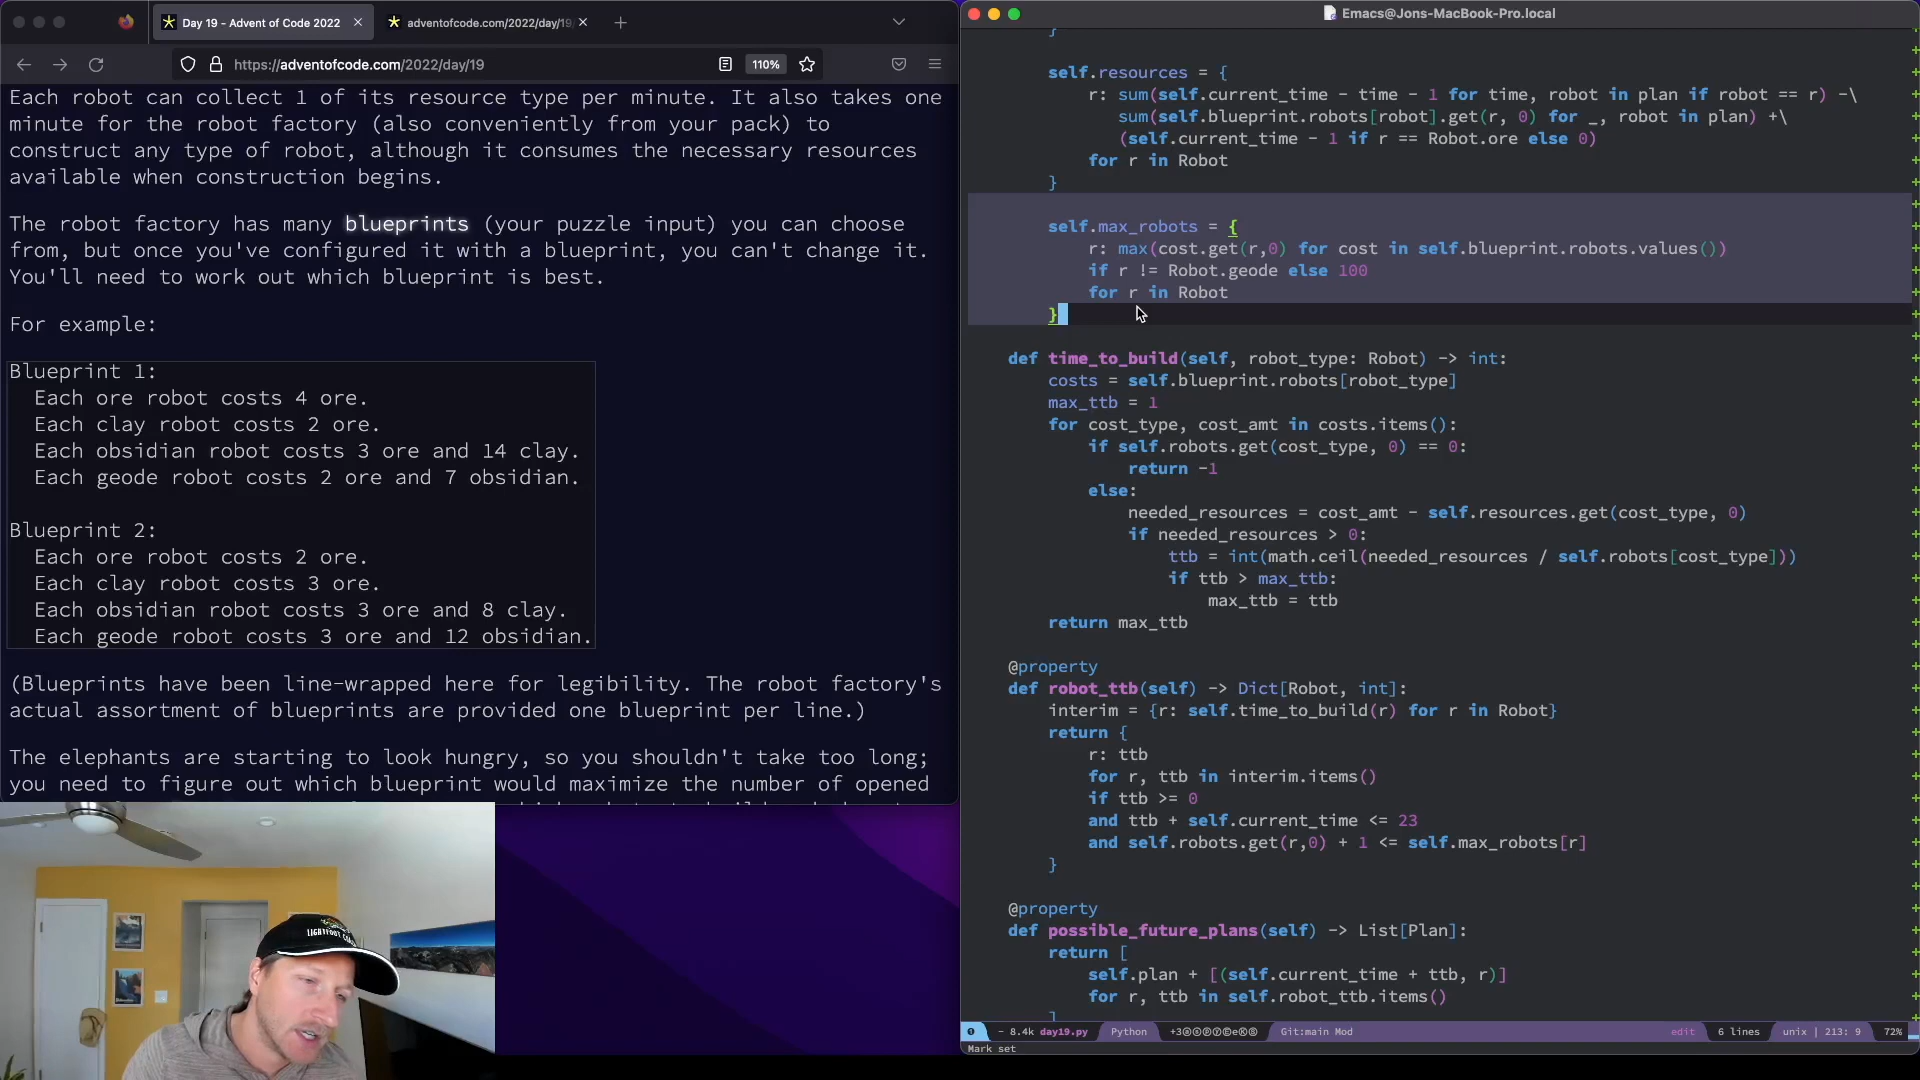 Day 19 - Advent of Code 2022
adventofcode.com/2022/day/19
https://adventofcode.com/2022/day/19
110%
Each robot can collect 1 of its resource type per minute. It also takes one
minute for the robot factory (also conveniently from your pack) to
construct any type of robot, although it consumes the necessary resources
available when construction begins.
The robot factory has many blueprints (your puzzle input) you can choose
from, but once you've configured it with a blueprint, you can't change it.
You'll need to work out which blueprint is best.
For example:
Blueprint 1:
Each ore robot costs 4 ore.
Each clay robot costs 2 ore.
Each obsidian robot costs 3 ore and 14 clay.
Each geode robot costs 2 ore and 7 obsidian.
Blueprint 2:
Each ore robot costs 2 ore.
Each clay robot costs 3 ore.
Each obsidian robot costs 3 ore and 8 clay.
Each geode robot costs 3 ore and 12 obsidian.
(Blueprints have been line-wrapped here for legibility. The robot factory's
actual assortment of blueprints are provided one blueprint per line.)
The elephants are starting to look hungry, so you shouldn't take too long;
you need to figure out which blueprint would maximize the number of opened
LIGHTFOOT
Emacs@Jons-MacBook-Pro.local
}
self.resources = {
r: sum(self.current_time - time - 1 for time, robot in plan if robot == r) -\
sum(self.blueprint.robots[robot].get(r, 0) for _, robot in plan) +\
(self.current_time - 1 if r == Robot.ore else 0)
for r in Robot
}
self.max_robots = {
r: max(cost.get(r,0) for cost in self.blueprint.robots.values())
if r != Robot.geode else 100
for r in Robot
}
def time_to_build(self, robot_type: Robot) -> int:
costs = self.blueprint.robots[robot_type]
max_ttb = 1
for cost_type, cost_amt in costs.items():
if self.robots.get(cost_type, 0) == 0:
return -1
else:
needed_resources = cost_amt - self.resources.get(cost_type, 0)
if needed_resources > 0:
ttb = int(math.ceil(needed_resources / self.robots[cost_type]))
if ttb > max_ttb:
max_ttb = ttb
return max_ttb
@property
def robot_ttb(self) -> Dict[Robot, int]:
interim = {r: self.time_to_build(r) for r in Robot}
return {
r: ttb
for r, ttb in interim.items()
if ttb >= 0
and ttb + self.current_time <= 23
and self.robots.get(r,0) + 1 <= self.max_robots[r]
}
@property
def possible_future_plans(self) -> List[Plan]:
return [
self.plan + [(self.current_time + ttb, r)]
for r, ttb in self.robot_ttb.items()
]
- 8.4k day19.py Python Git:main Mod edit 6 lines unix | 213: 9 72%
Mark set